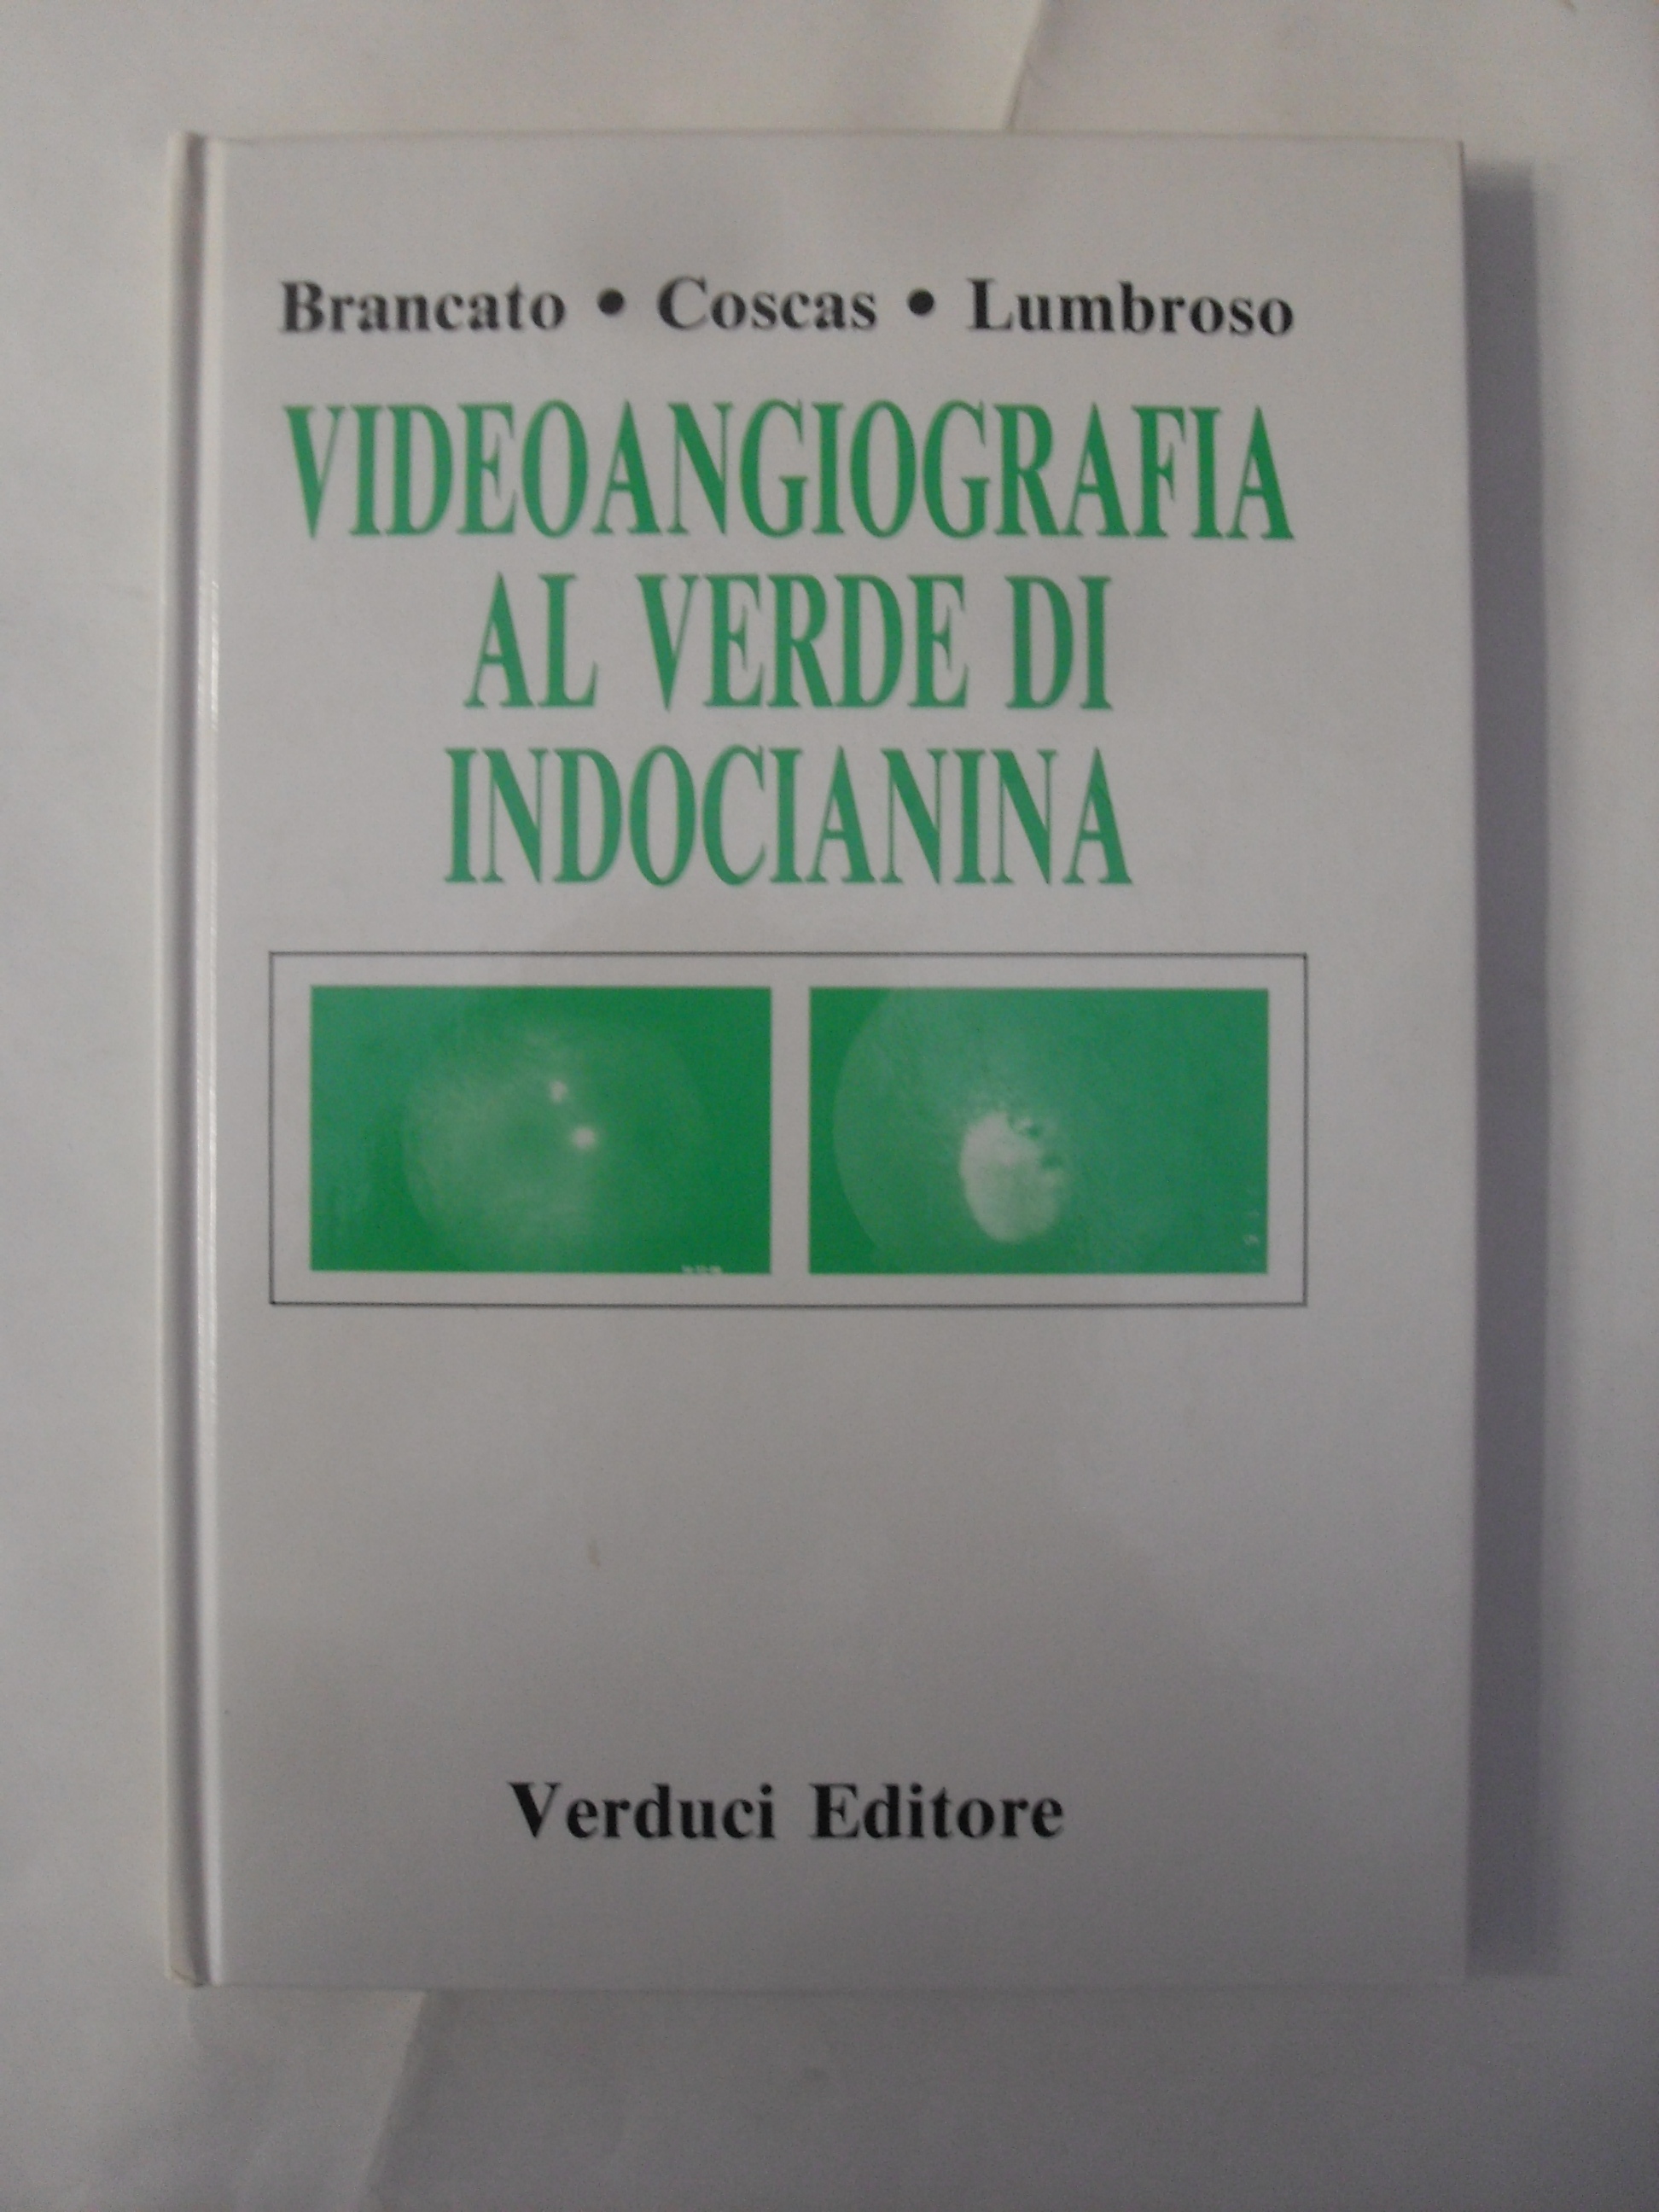 Brancato • Coscas • Lumbroso
VIDEOANGIOGRAFIA
AL VERDE DI
INDOCIANINA
Verduci Editore